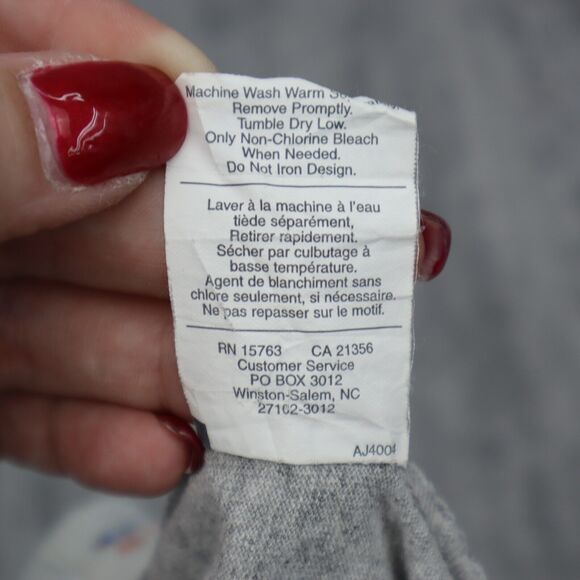 Machine Wash Warm
Remove Promptly.
Tumble Dry Low.
Only Non-Chlorine Bleach
When Needed.
Do Not Iron Design.
Laver à la machine à l'eau
tiède séparément,
Retirer rapidement.
Sécher par culbutage à
basse température.
Agent de blanchiment sans
chlore seulement, si nécessaire.
Ne pas repasser sur le motif.
RN 15763 CA 21356
Customer Service
PO BOX 3012
Winston-Salem, NC
27102-3012
AJ4004